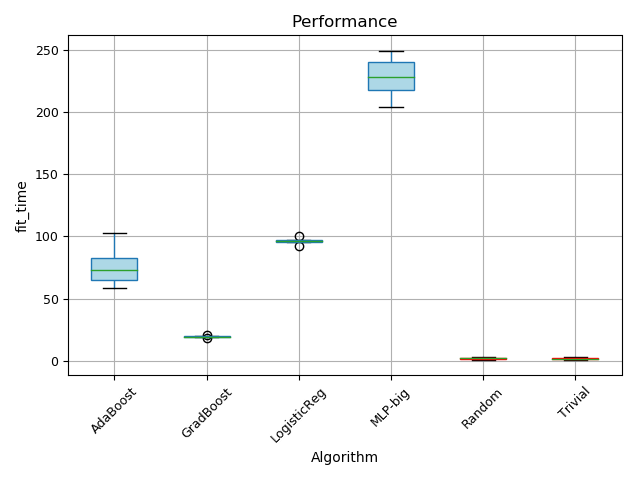 Performance
fit_time
250
200
150
100
50
0
AdaBoost
GradBoost
LogisticReg
MLP-big
Random
Trivial
Algorithm